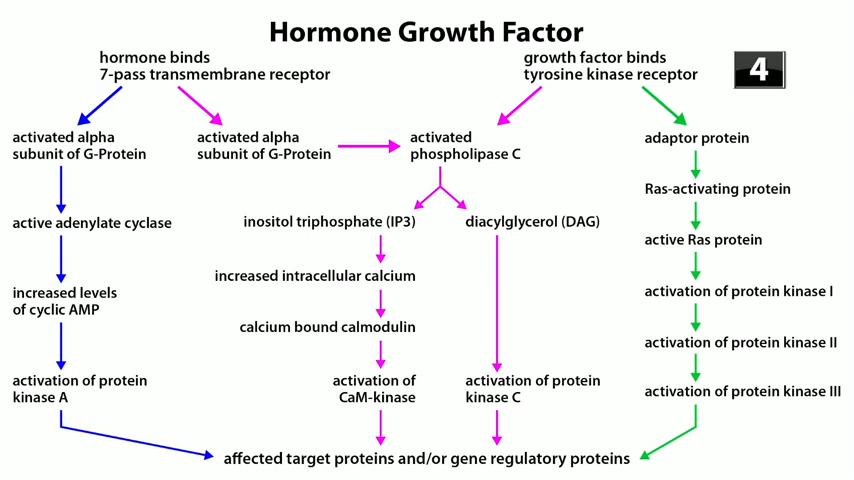 Hormone Growth Factor
hormone binds
7-pass transmembrane receptor
growth factor binds
tyrosine kinase receptor
4
activated alpha
subunit of G-Protein
activated alpha
subunit of G-Protein
activated
phospholipase C
adaptor protein
Ras-activating protein
active adenylate cyclase
inositol triphosphate (IP3)
diacylglycerol (DAG)
active Ras protein
increased intracellular calcium
increased levels
of cyclic AMP
activation of protein kinase I
calcium bound calmodulin
activation of protein kinase II
activation of protein
kinase A
activation of
CaM-kinase
activation of protein
kinase C
activation of protein kinase III
affected target proteins and/or gene regulatory proteins